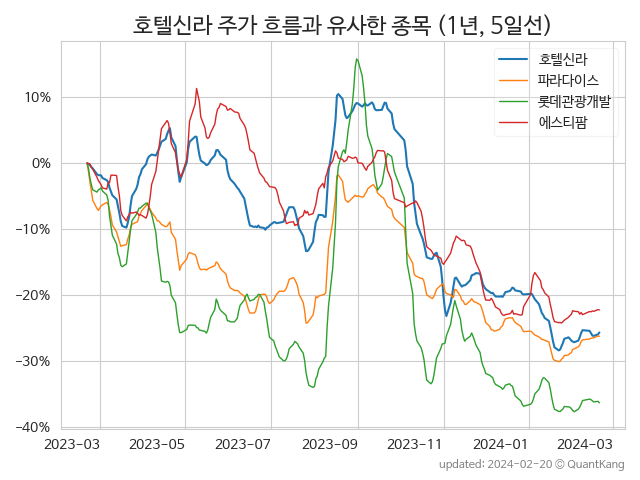 호텔신라 주가 흐름과 유사한 종목 (1년, 5일선)
호텔신라
파라다이스
롯데관광개발
에스티팜
10%
0%
−10%
−20%
−30%
−40%
2023-03 2023-05 2023-07 2023-09 2023-11 2024-01 2024-03
updated: 2024-02-20 © QuantKang